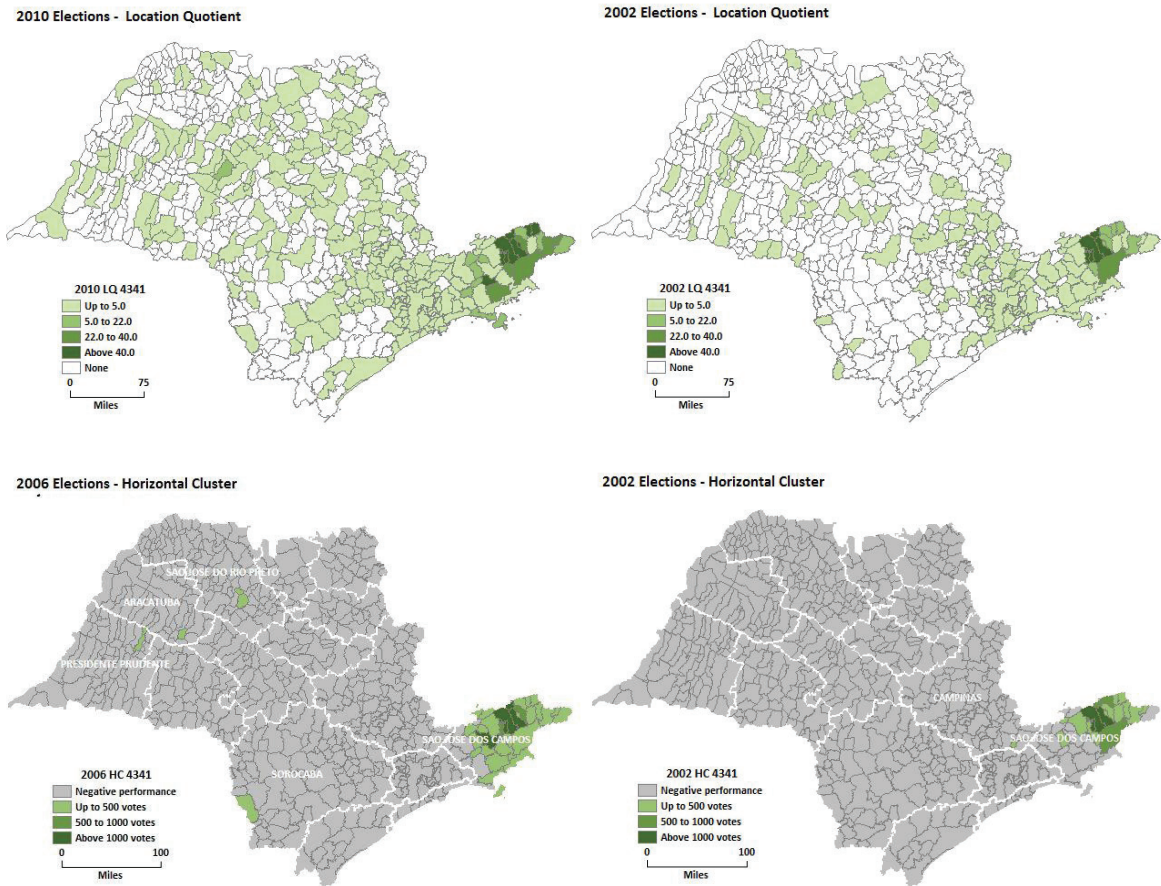 2010 Elections - Location Quotient
2010 LQ 4341
Up to 5.0
5.0 to 22.0
22.0 to 40.0
Above 40.0
None
0 75
Miles
2002 Elections - Location Quotient
2002 LQ 4341
Up to 5.0
5.0 to 22.0
22.0 to 40.0
Above 40.0
None
0 75
Miles
2006 Elections - Horizontal Cluster
SAO JOSE DO RIO PRETO
ARACATUBA
PRESIDENTE PRUDENTE
SAO JOSE DOS CAMPOS
SOROCABA
2006 HC 4341
Negative performance
Up to 500 votes
500 to 1000 votes
Above 1000 votes
0 100
Miles
2002 Elections - Horizontal Cluster
CAMPINAS
SAO JOSE DOS CAMPOS
2002 HC 4341
Negative performance
Up to 500 votes
500 to 1000 votes
Above 1000 votes
0 100
Miles